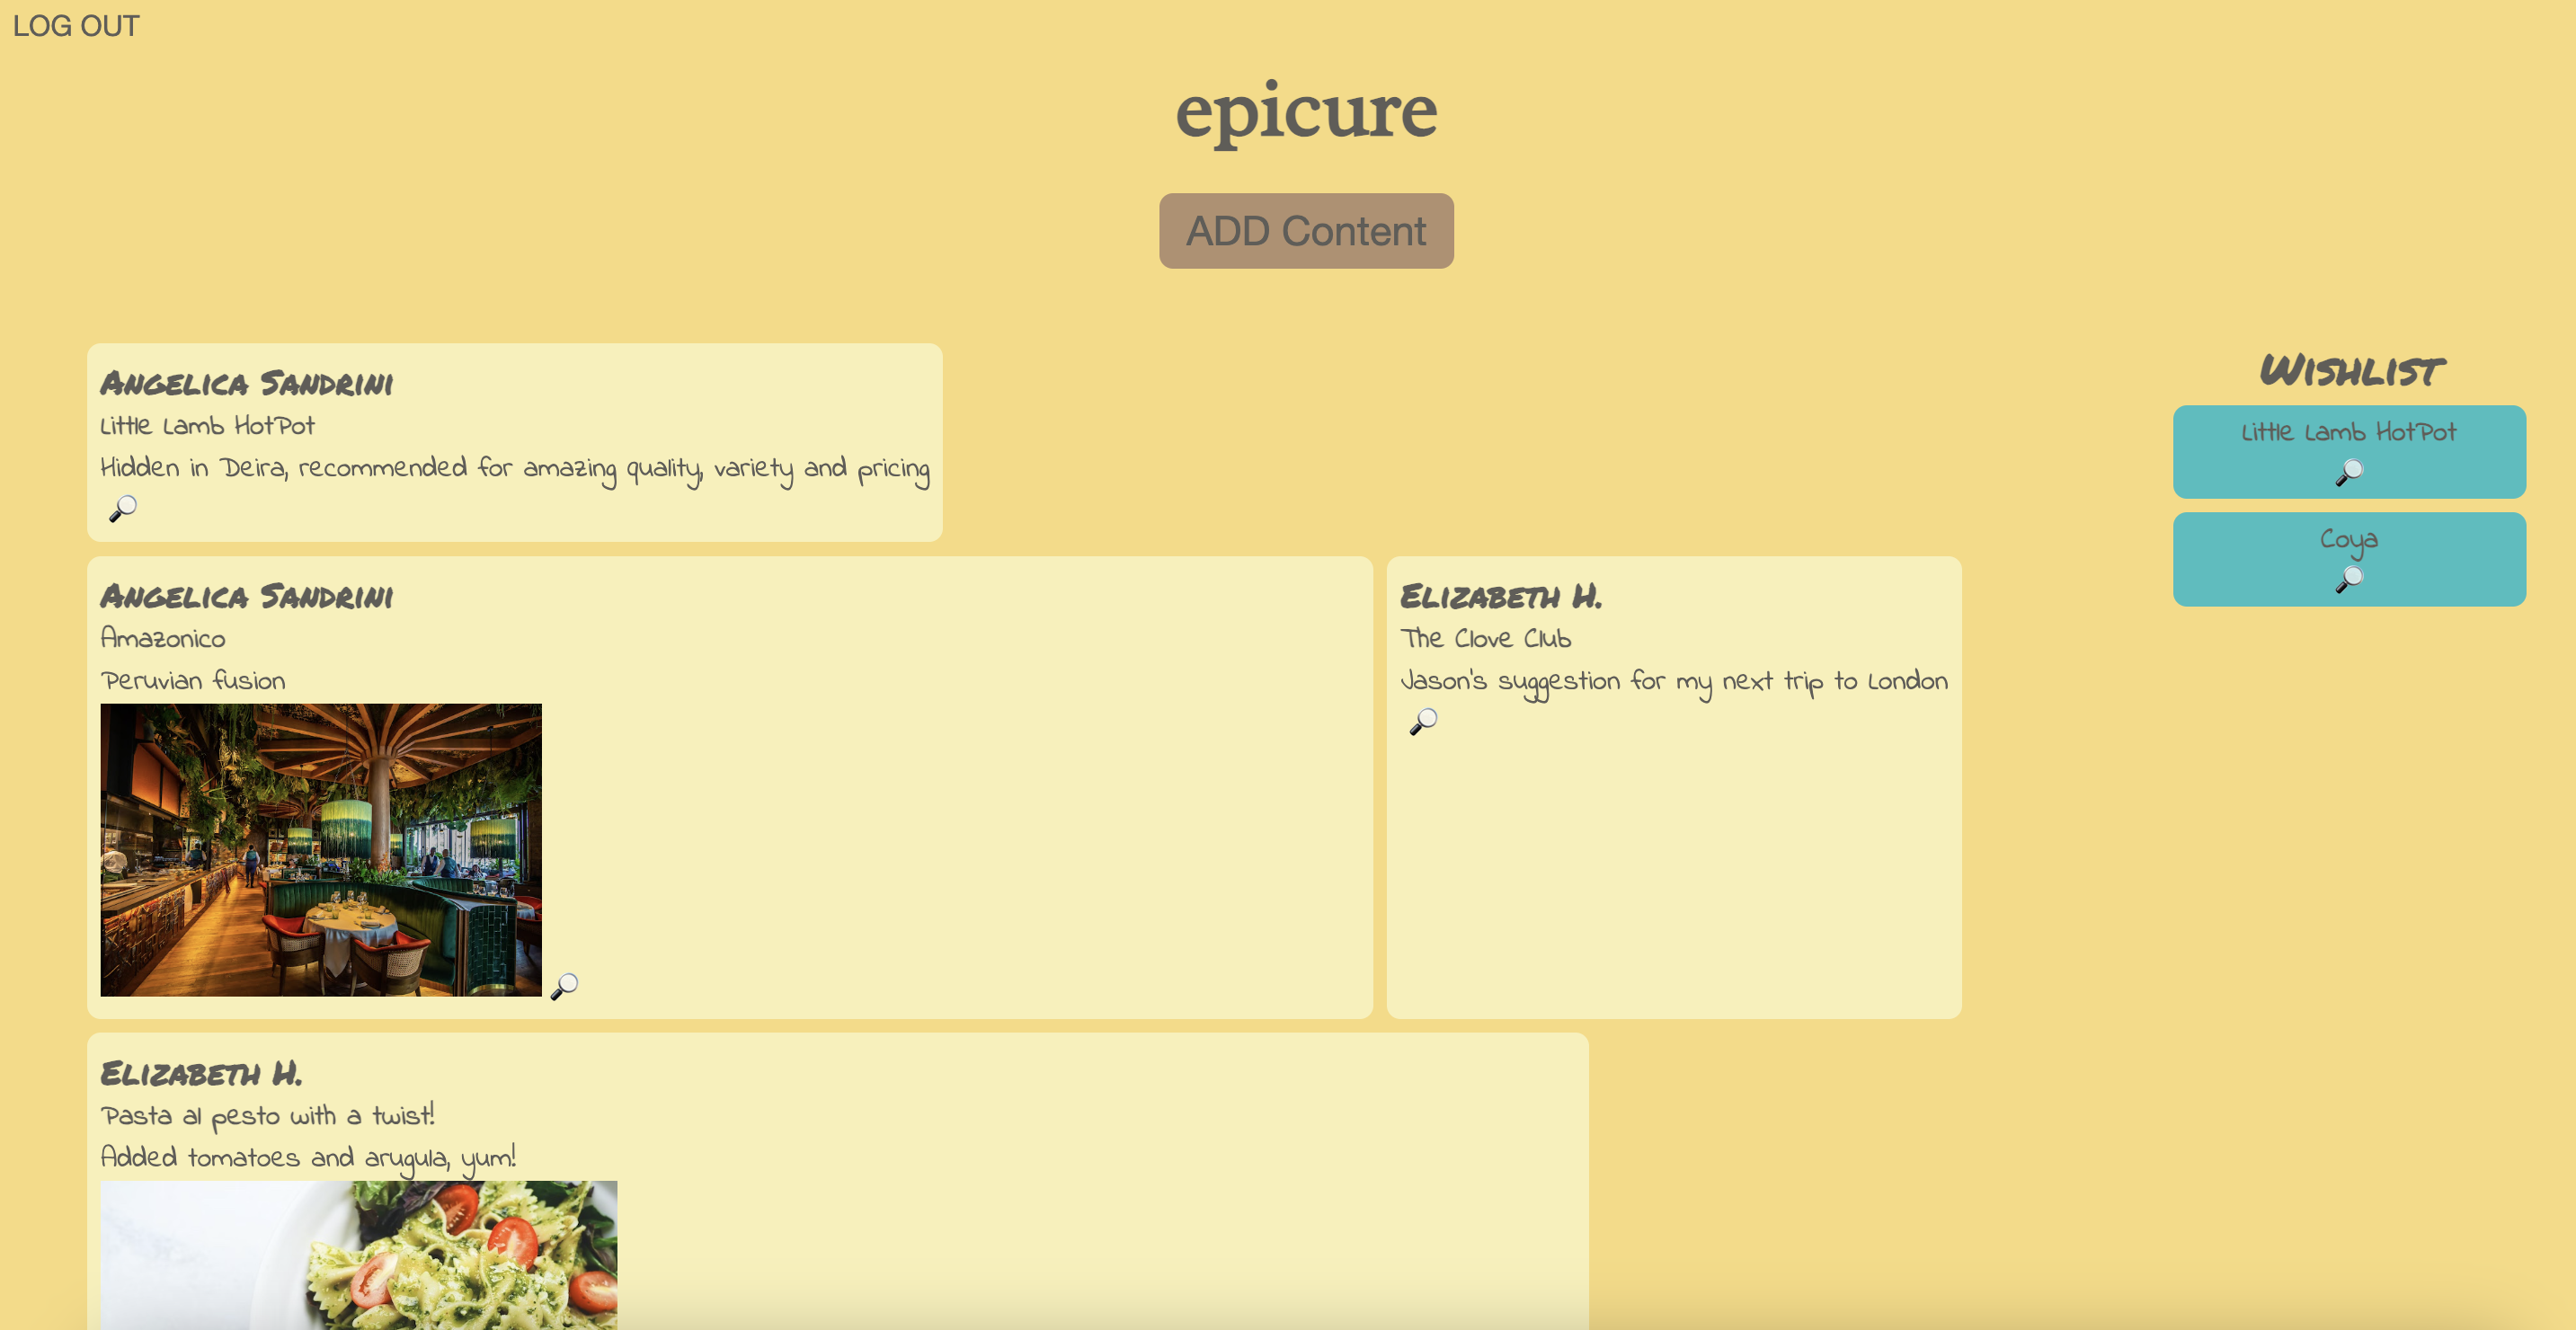 LOG OUT
epicure
ADD Content
Angelica Sandrini
Little Lamb HotPot
Hidden in Deira, recommended for amazing quality, variety and pricing
Angelica Sandrini
Amazonico
Peruvian fusion
Elizabeth H.
The Clove Club
Jason's suggestion for my next trip to London
Elizabeth H.
Pasta al pesto with a twist!
Added tomatoes and arugula, yum!
Wishlist
Little Lamb HotPot
Coya